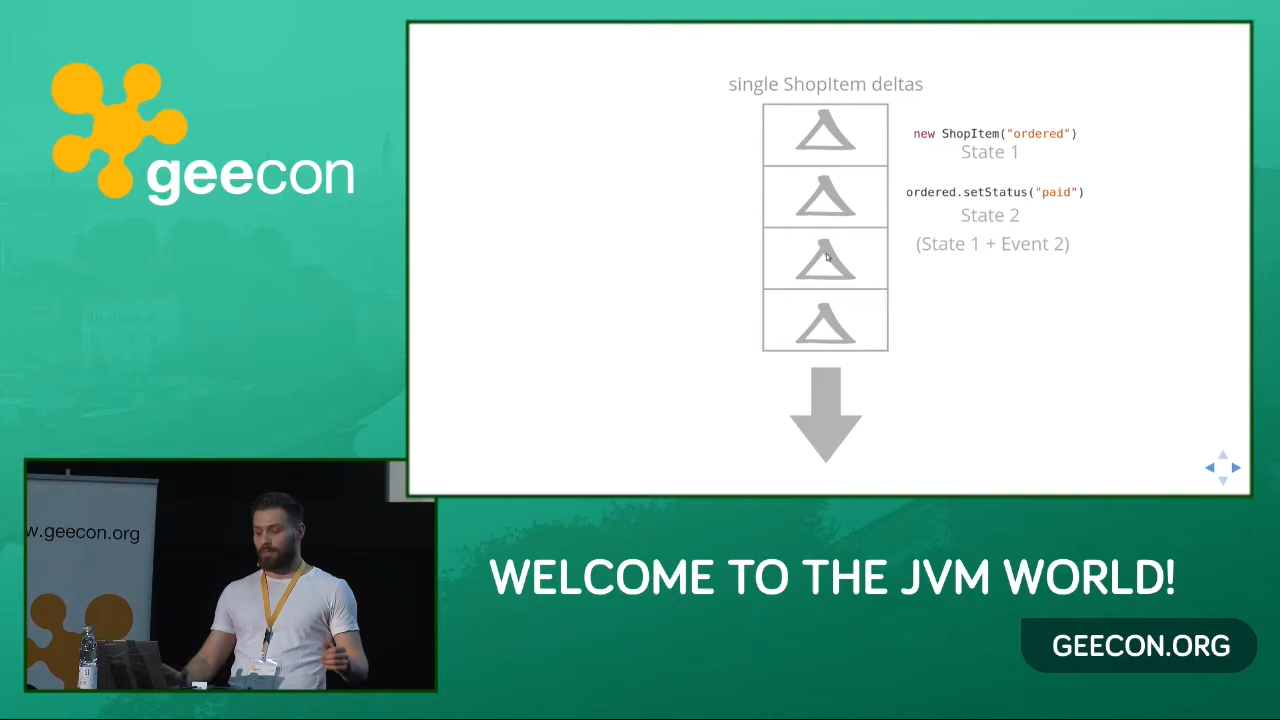 geecon
single ShopItem deltas
new ShopItem("ordered")
State 1
ordered.setStatus("paid")
State 2
(State 1 + Event 2)
w.geecon.org
WELCOME TO THE JVM WORLD!
GEECON.ORG